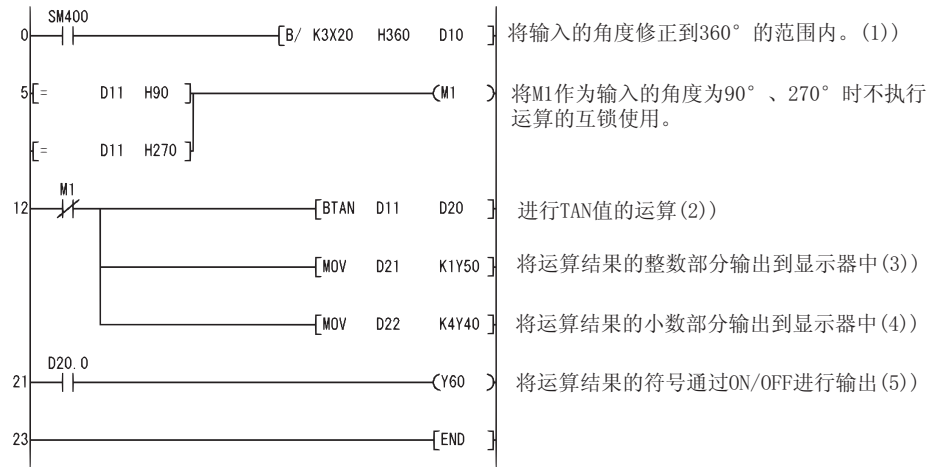 SM400
0 B/ K3X20 H360 D10 将输入的角度修正到360°的范围内。(1))
5 = D11 H90 M1 将M1作为输入的角度为90°、270°时不执行
运算的互锁使用。
= D11 H270
M1
12 BTAN D11 D20 进行TAN值的运算(2))
MOV D21 K1Y50 将运算结果的整数部分输出到显示器中(3))
MOV D22 K4Y40 将运算结果的小数部分输出到显示器中(4))
D20.0
21 Y60 将运算结果的符号通过ON/OFF进行输出(5))
23 END